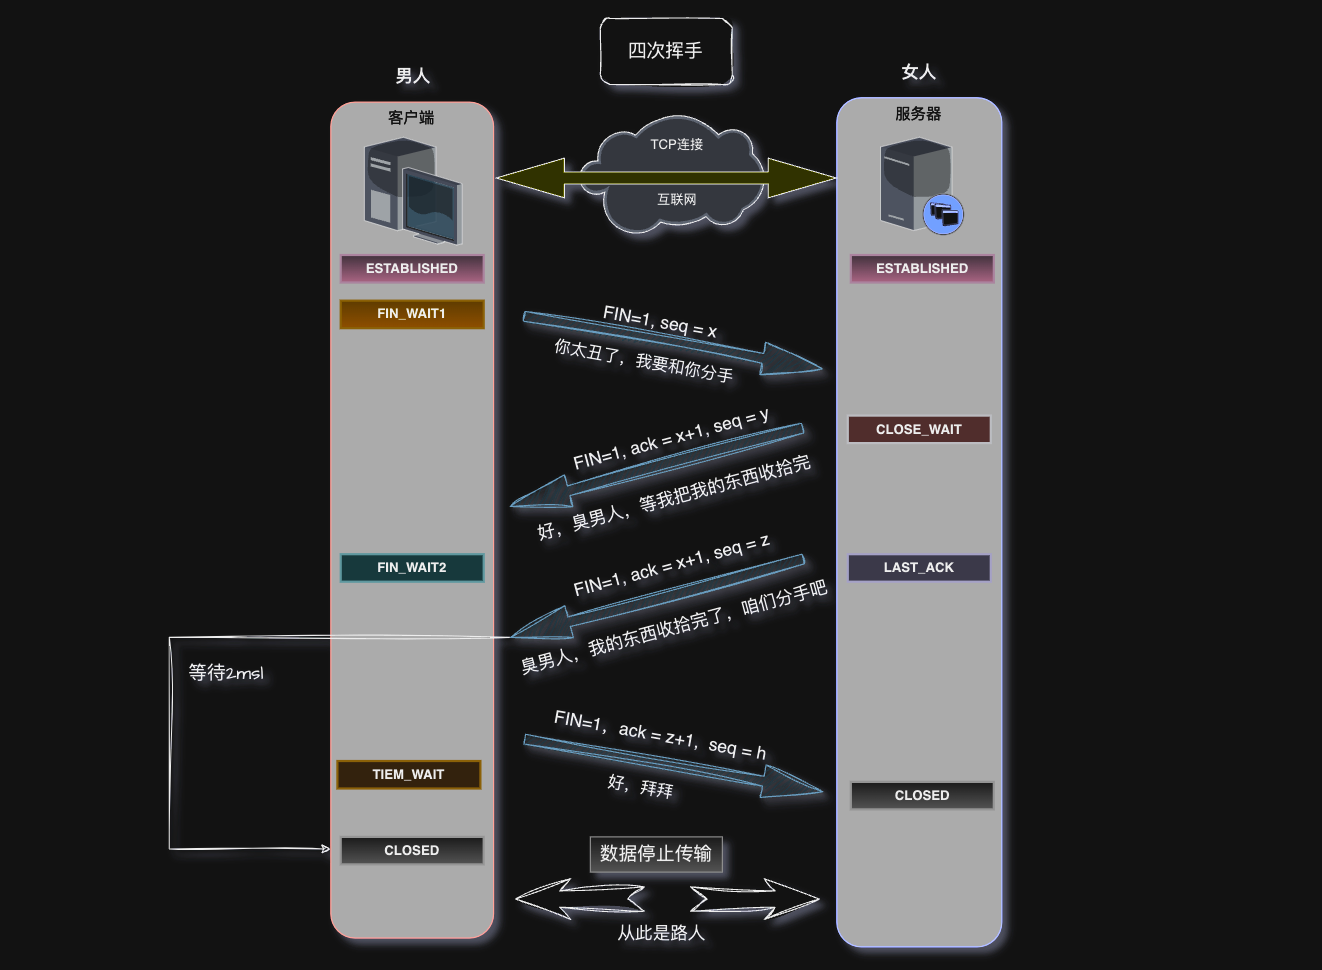 四次挥手
男人
女人
客户端
服务器
TCP连接
互联网
ESTABLISHED
ESTABLISHED
FIN_WAIT1
FIN=1, seq = x
你太丑了，我要和你分手
FIN=1, ack = x+1, seq = y
CLOSE_WAIT
好，臭男人，等我把我的东西收拾完
FIN=1, ack = x+1, seq = z
FIN_WAIT2
LAST_ACK
臭男人，我的东西收拾完了，咱们分手吧
等待2msl
FIN=1，ack = z+1，seq = h
TIEM_WAIT
好，拜拜
CLOSED
CLOSED
数据停止传输
从此是路人